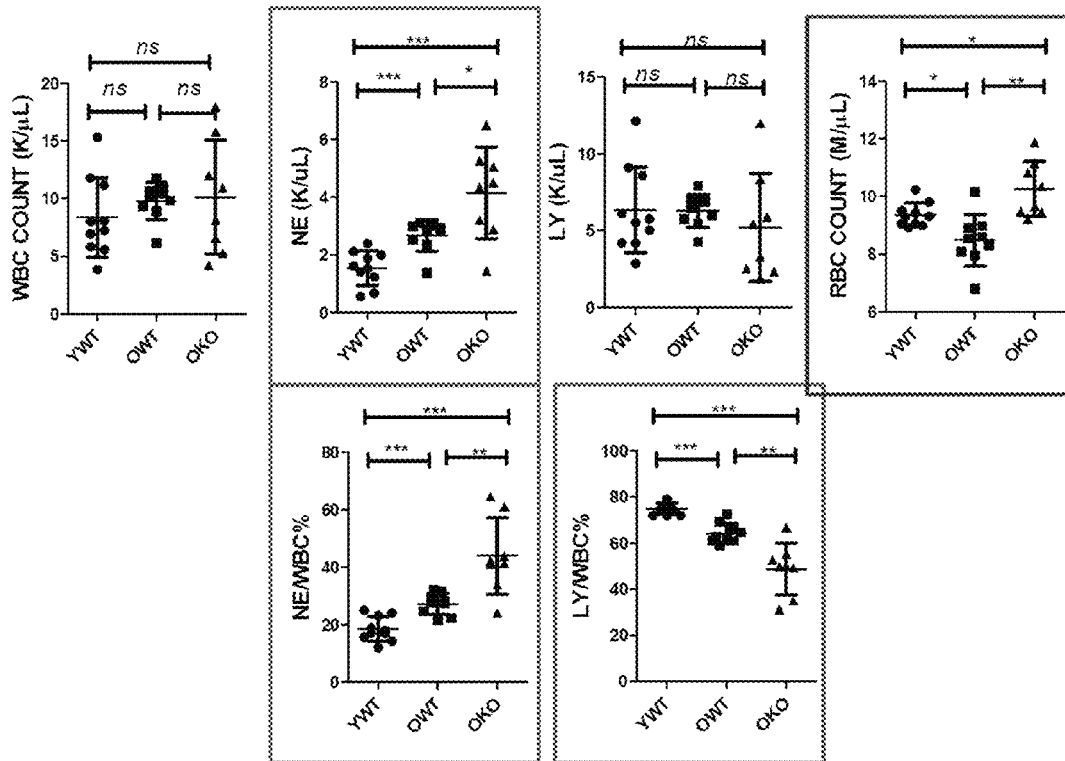 ns
ns
ns
WBC COUNT (K/μL)
20
15
10
5
0
YWT
OWT
OKO
***
***
*
NE (K/uL)
8
6
4
2
0
YWT
OWT
OKO
ns
ns
ns
LY (K/uL)
15
10
5
0
YWT
OWT
OKO
*
*
**
RBC COUNT (M/μL)
14
12
10
8
6
YWT
OWT
OKO
***
***
**
NE/WBC%
80
60
40
20
0
YWT
OWT
OKO
***
***
**
LY/WBC%
100
80
60
40
20
0
YWT
OWT
OKO